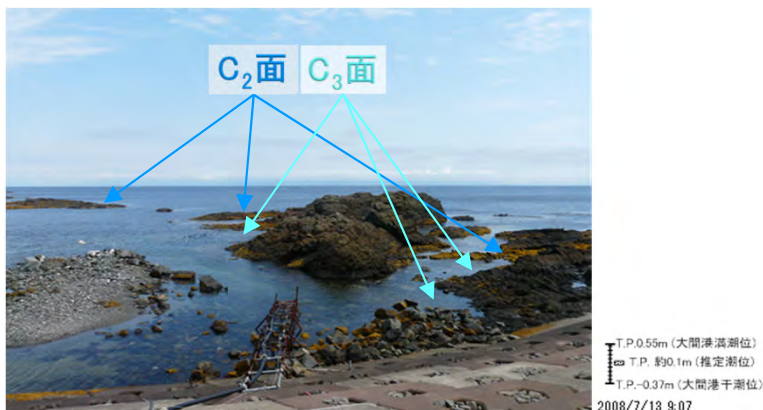 C₂面
C₃面
T.P.0.55m (大間港満潮位)
T.P. 約0.1m (推定潮位)
T.P.-0.37m (大間港干潮位)
2008/7/13 9:07